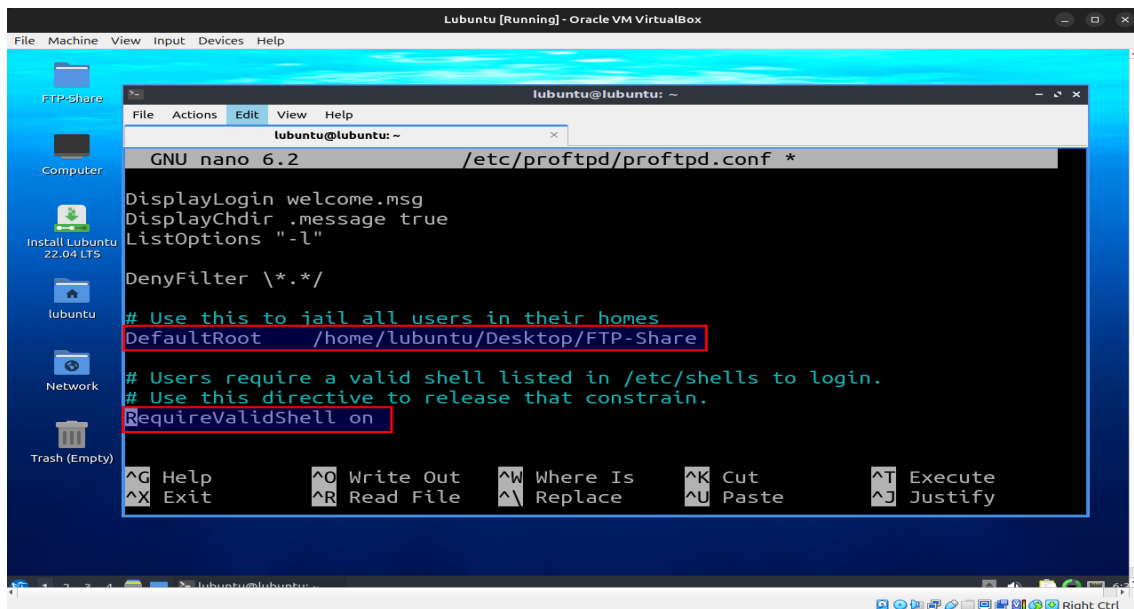 Lubuntu [Running] - Oracle VM VirtualBox
File Machine View Input Devices Help
FTP-Share
Computer
Install Lubuntu
22.04 LTS
lubuntu
Network
Trash (Empty)
lubuntu@lubuntu: ~
File Actions Edit View Help
lubuntu@lubuntu: ~
GNU nano 6.2 /etc/proftpd/proftpd.conf *
DisplayLogin welcome.msg
DisplayChdir .message true
ListOptions "-l"
DenyFilter \*.*/
# Use this to jail all users in their homes
DefaultRoot /home/lubuntu/Desktop/FTP-Share
# Users require a valid shell listed in /etc/shells to login.
# Use this directive to release that constrain.
RequireValidShell on
^G Help ^O Write Out ^W Where Is ^K Cut ^T Execute
^X Exit ^R Read File ^\ Replace ^U Paste ^J Justify
1 2 3 4 lubuntu@lubuntu: ~
Right Ctrl